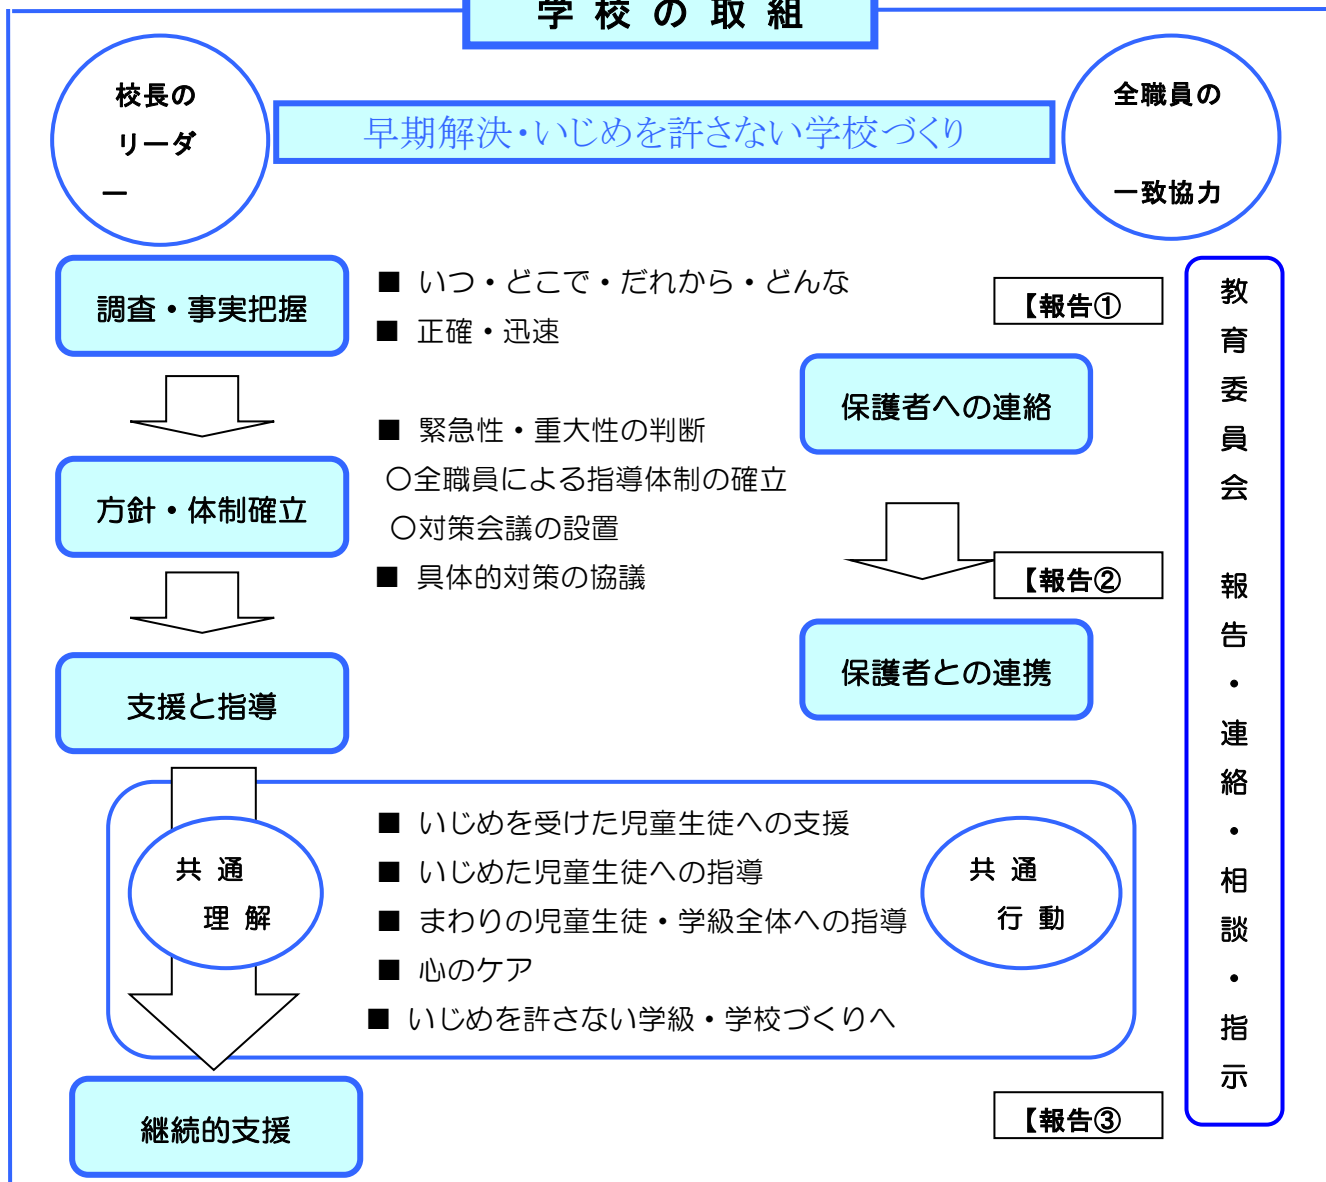 学校の取組
校長の
リーダ
ー
早期解決・いじめを許さない学校づくり
全職員の
一致協力
調査・事実把握
■ いつ・どこで・だれから・どんな
■ 正確・迅速
【報告①
保護者への連絡
方針・体制確立
■ 緊急性・重大性の判断
○全職員による指導体制の確立
○対策会議の設置
■ 具体的対策の協議
【報告②
保護者との連携
支援と指導
共通
理解
■ いじめを受けた児童生徒への支援
■ いじめた児童生徒への指導
■ まわりの児童生徒・学級全体への指導
■ 心のケア
■ いじめを許さない学級・学校づくりへ
共通
行動
継続的支援
【報告③
教育委員会 報告・連絡・相談・指示